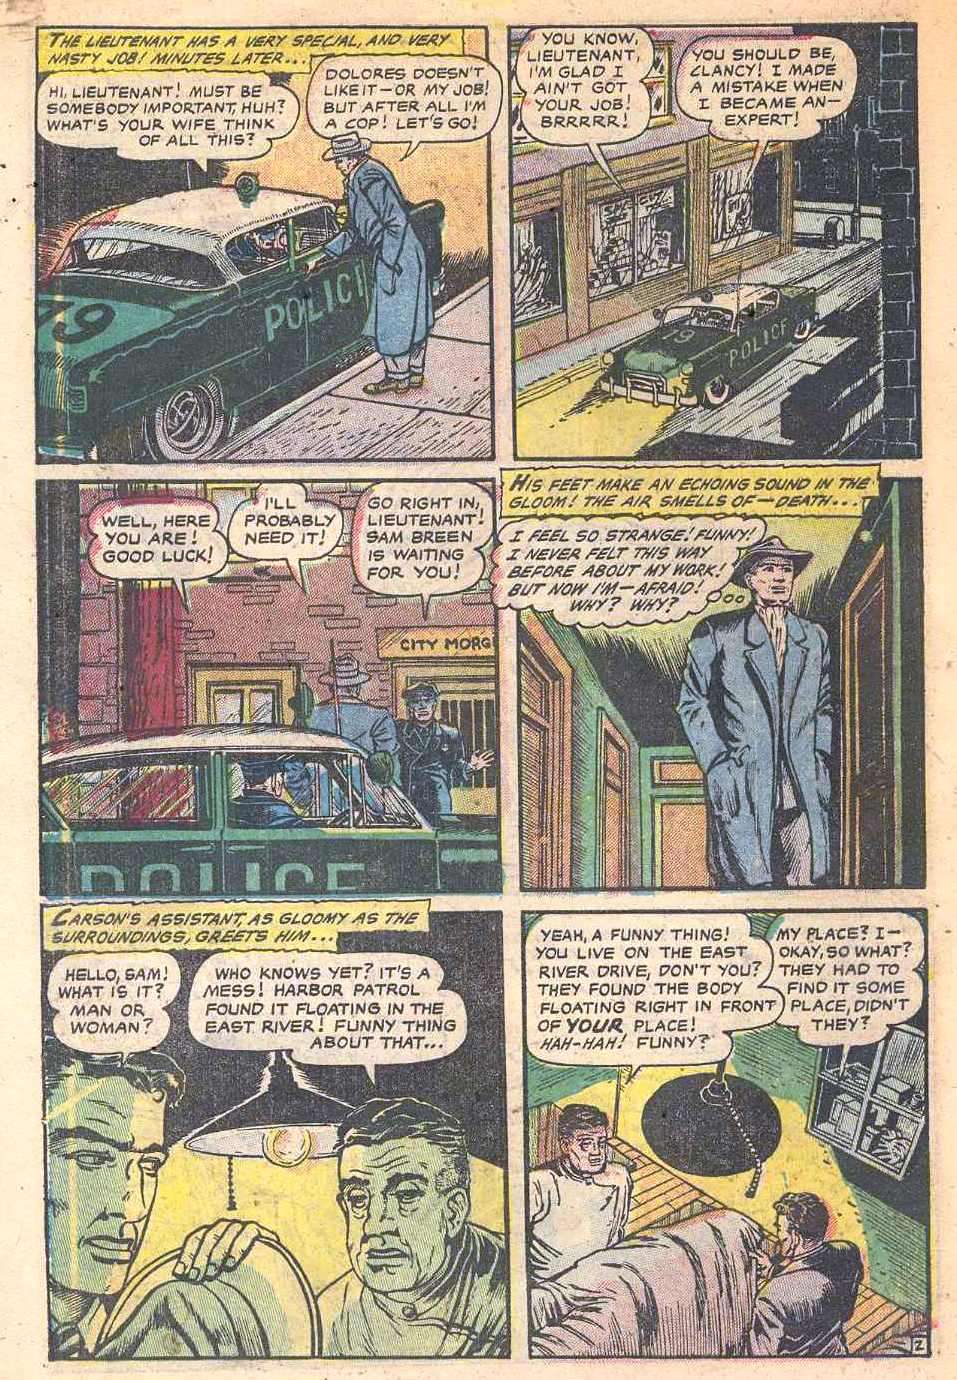 THE LIEUTENANT HAS A VERY SPECIAL, AND VERY
NASTY JOB! MINUTES LATER...
HI, LIEUTENANT! MUST BE
SOMEBODY IMPORTANT, HUH?
WHAT'S YOUR WIFE THINK
OF ALL THIS?
DOLORES DOESN'T
LIKE IT—OR MY JOB!
BUT AFTER ALL I'M
A COP! LET'S GO!
79
POLICE
YOU KNOW,
LIEUTENANT,
I'M GLAD I
AIN'T GOT
YOUR JOB!
BRRRRR!
YOU SHOULD BE,
CLANCY! I MADE
A MISTAKE WHEN
I BECAME AN—
EXPERT!
79
POLICE
WELL, HERE
YOU ARE!
GOOD LUCK!
I'LL
PROBABLY
NEED IT!
GO RIGHT IN,
LIEUTENANT!
SAM BREEN
IS WAITING
FOR YOU!
CITY MORG
POLICE
HIS FEET MAKE AN ECHOING SOUND IN THE
GLOOM! THE AIR SMELLS OF—DEATH...
I FEEL SO STRANGE! FUNNY!
I NEVER FELT THIS WAY
BEFORE ABOUT MY WORK!
BUT NOW I'M—AFRAID!
WHY? WHY?
CARSON'S ASSISTANT, AS GLOOMY AS THE
SURROUNDINGS, GREETS HIM...
HELLO, SAM!
WHAT IS IT?
MAN OR
WOMAN?
WHO KNOWS YET? IT'S A
MESS! HARBOR PATROL
FOUND IT FLOATING IN THE
EAST RIVER! FUNNY THING
ABOUT THAT...
YEAH, A FUNNY THING!
YOU LIVE ON THE EAST
RIVER DRIVE, DON'T YOU?
THEY FOUND THE BODY
FLOATING RIGHT IN FRONT
OF YOUR PLACE!
HAH-HAH! FUNNY?
MY PLACE? I—
OKAY, SO WHAT?
THEY HAD TO
FIND IT SOME
PLACE, DIDN'T
THEY?
2